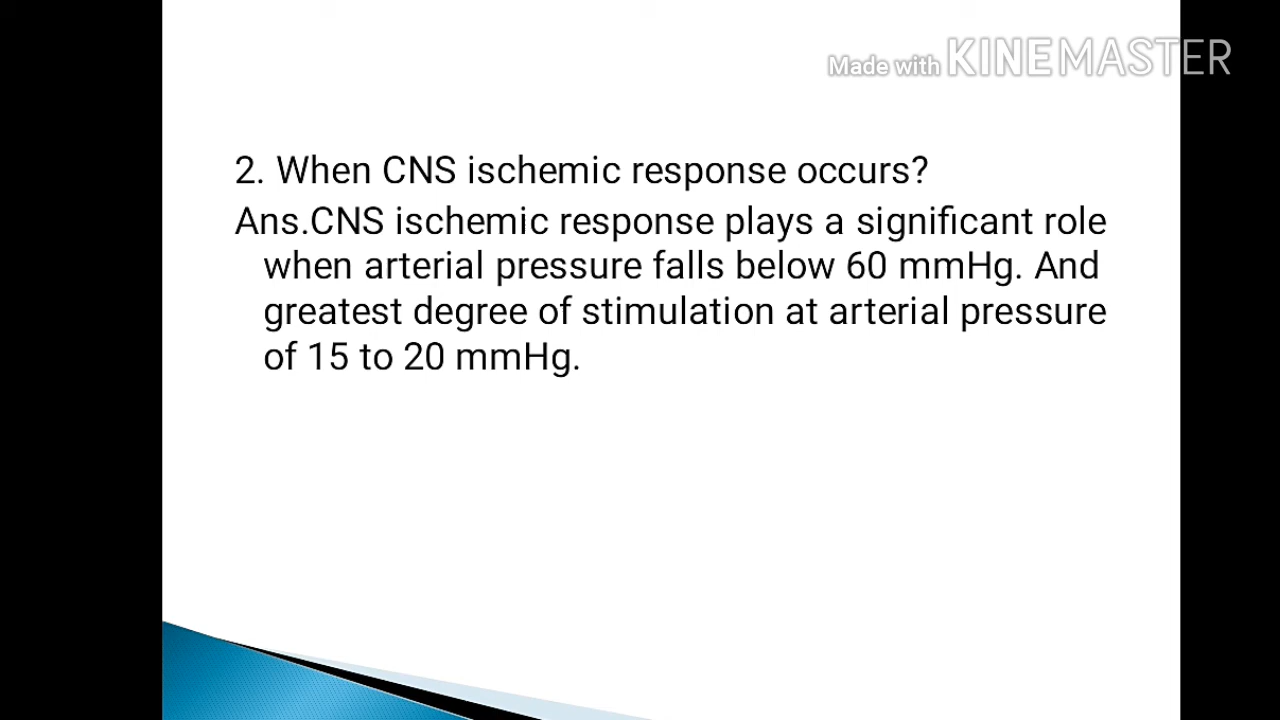 Made with KINEMASTER
2. When CNS ischemic response occurs?
Ans.CNS ischemic response plays a significant role
when arterial pressure falls below 60 mmHg. And
greatest degree of stimulation at arterial pressure
of 15 to 20 mmHg.